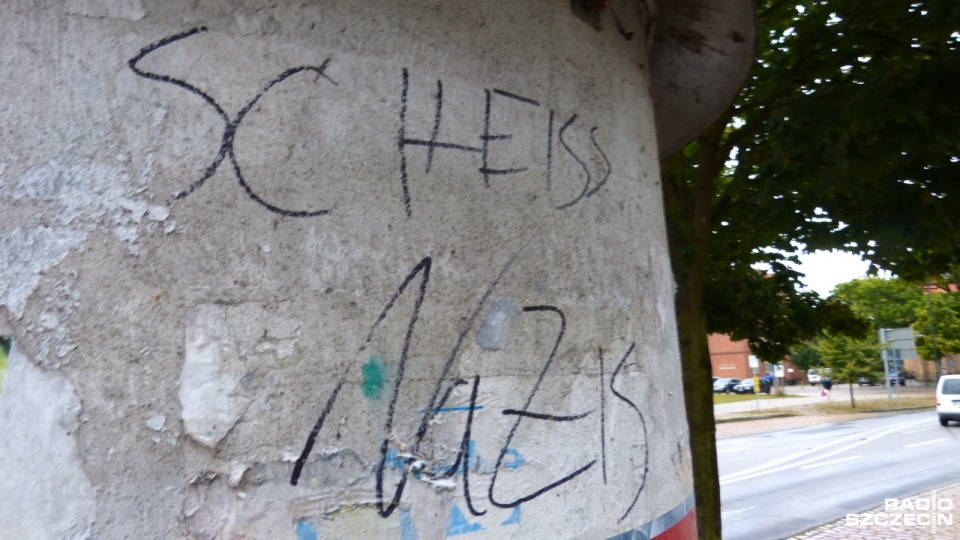 SCHEISS
NAZIS
RADIO
SZCZECIN